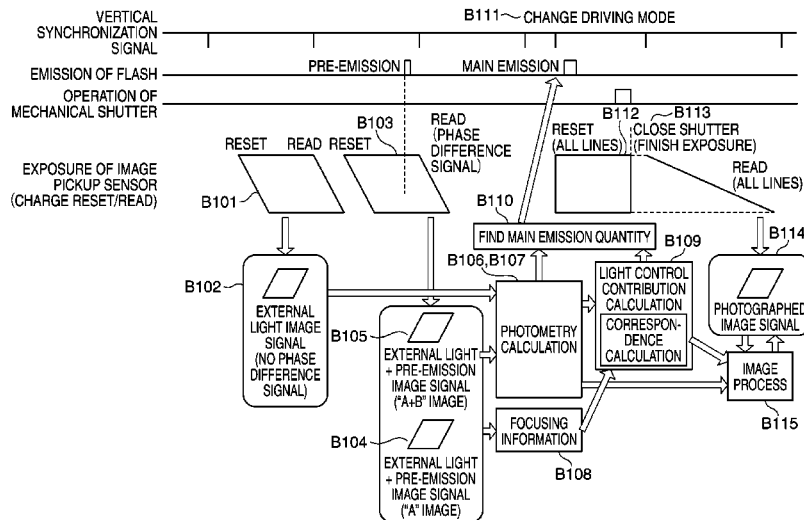 B111
CHANGE DRIVING MODE
VERTICAL
SYNCHRONIZATION
SIGNAL
EMISSION OF FLASH
PRE-EMISSION
MAIN EMISSION
OPERATION OF
MECHANICAL SHUTTER
B103
B112
B113
RESET
READ
RESET
READ
(PHASE
DIFFERENCE
SIGNAL)
RESET
(ALL LINES)
CLOSE SHUTTER
(FINISH EXPOSURE)
EXPOSURE OF IMAGE
PICKUP SENSOR
(CHARGE RESET/READ)
B101
READ
(ALL LINES)
B110
FIND MAIN EMISSION QUANTITY
B109
B114
B106,B107
B102
EXTERNAL
LIGHT IMAGE
SIGNAL
(NO PHASE
DIFFERENCE
SIGNAL)
PHOTOMETRY
CALCULATION
LIGHT CONTROL
CONTRIBUTION
CALCULATION
CORRESPON-
DENCE
CALCULATION
PHOTOGRAPHED
IMAGE SIGNAL
B105
EXTERNAL LIGHT
+ PRE-EMISSION
IMAGE SIGNAL
("A+B" IMAGE)
IMAGE
PROCESS
B115
B104
EXTERNAL LIGHT
+ PRE-EMISSION
IMAGE SIGNAL
("A" IMAGE)
FOCUSING
INFORMATION
B108